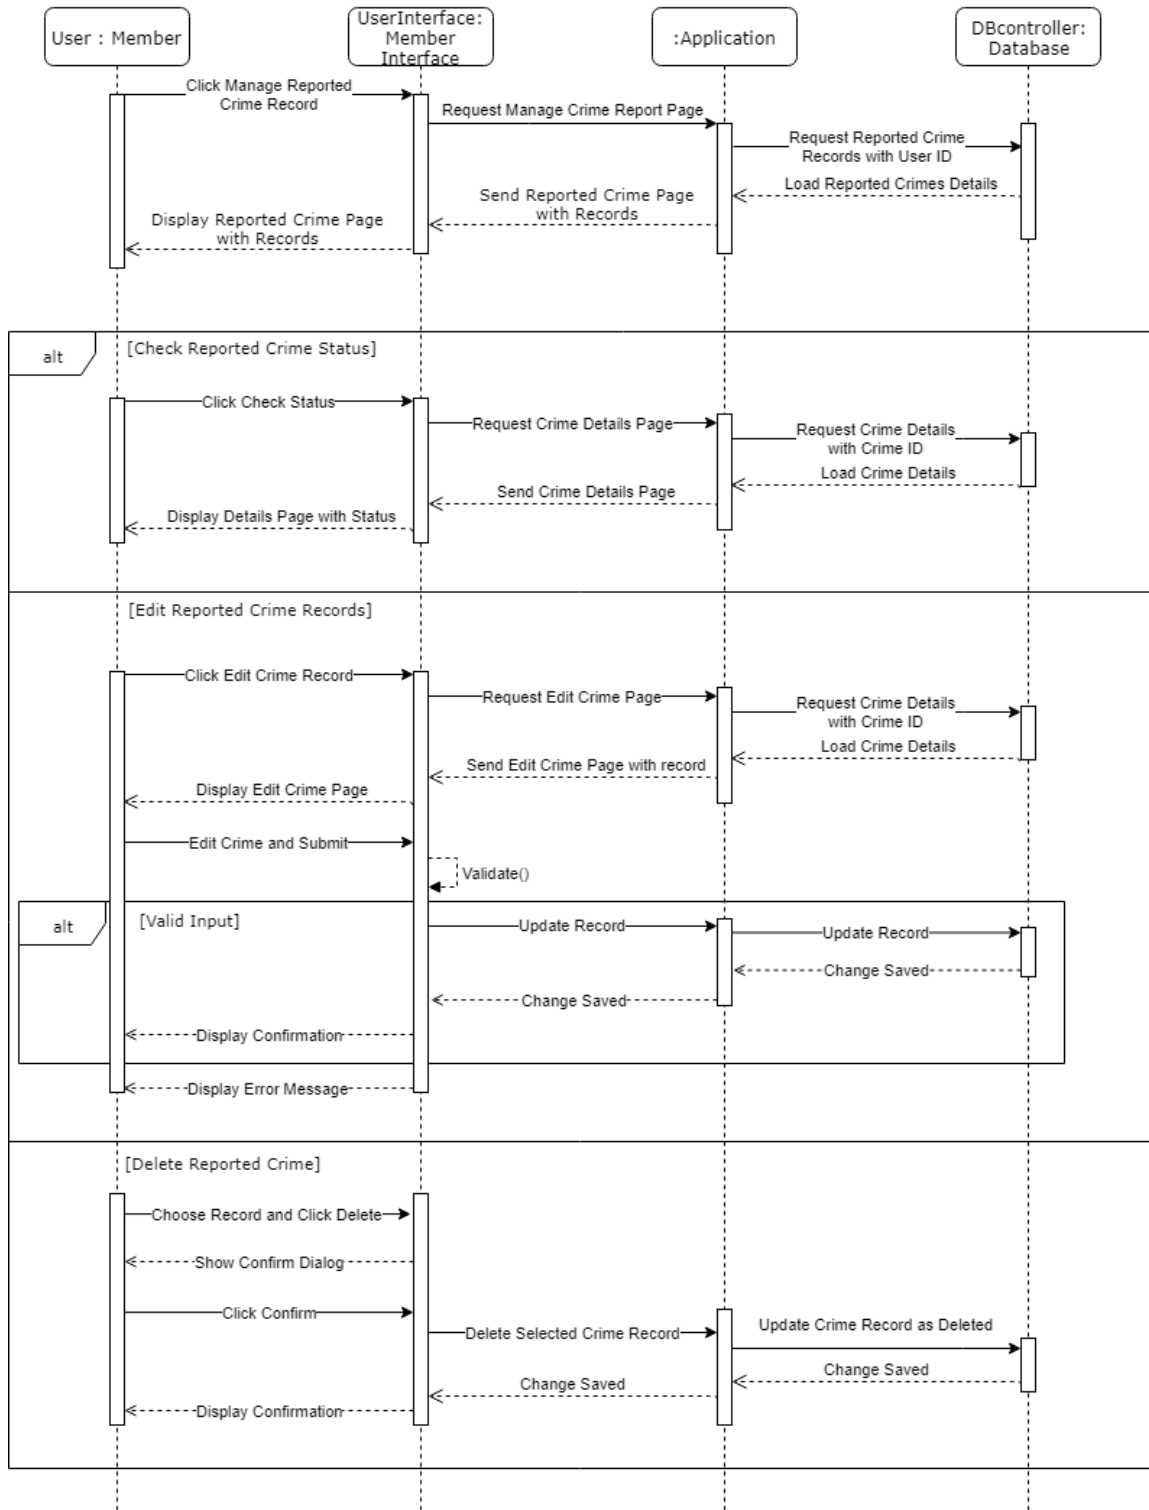 User : Member
UserInterface:
Member
Interface
:Application
DBcontroller:
Database
Click Manage Reported
Crime Record
Request Manage Crime Report Page
Request Reported Crime
Records with User ID
Load Reported Crimes Details
Send Reported Crime Page
with Records
Display Reported Crime Page
with Records
alt
[Check Reported Crime Status]
Click Check Status
Request Crime Details Page
Request Crime Details
with Crime ID
Load Crime Details
Send Crime Details Page
Display Details Page with Status
[Edit Reported Crime Records]
Click Edit Crime Record
Request Edit Crime Page
Request Crime Details
with Crime ID
Load Crime Details
Send Edit Crime Page with record
Display Edit Crime Page
Edit Crime and Submit
Validate()
alt
[Valid Input]
Update Record
Update Record
Change Saved
Change Saved
Display Confirmation
Display Error Message
[Delete Reported Crime]
Choose Record and Click Delete
Show Confirm Dialog
Click Confirm
Delete Selected Crime Record
Update Crime Record as Deleted
Change Saved
Change Saved
Display Confirmation